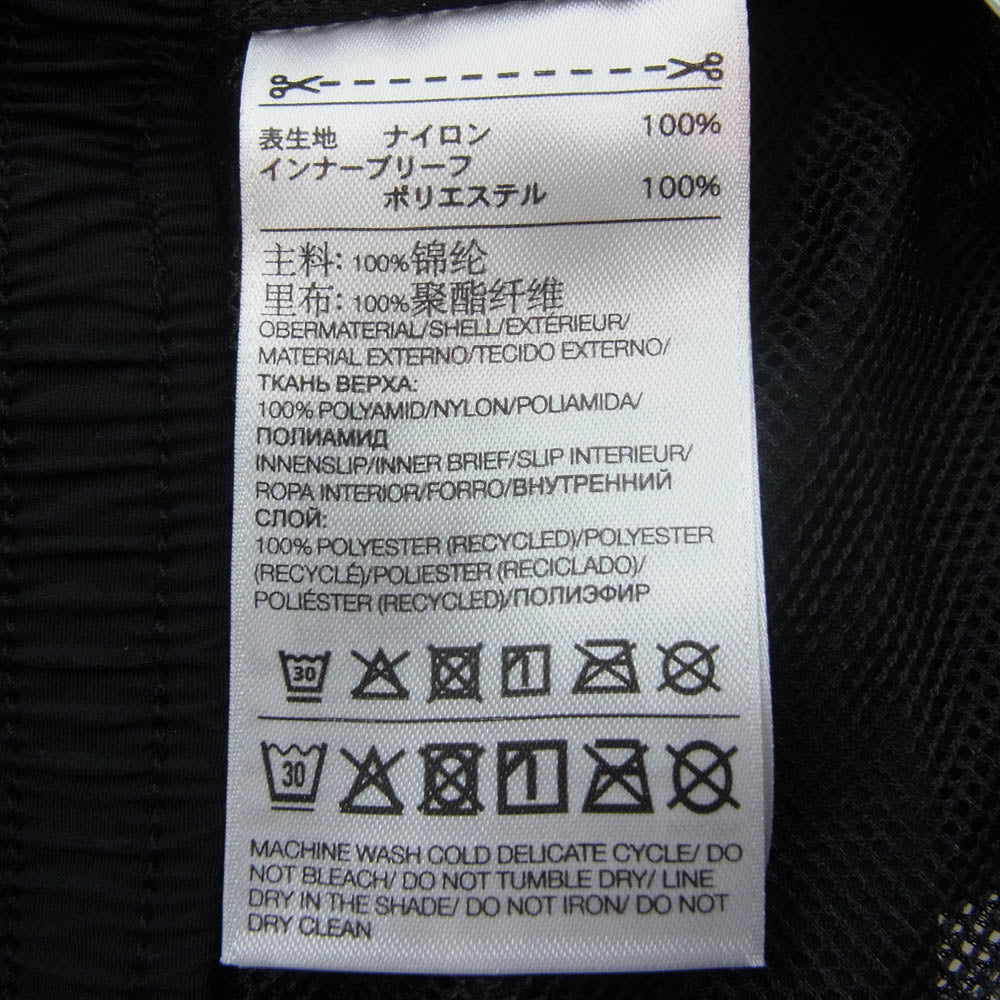 表生地 ナイロン 100%
インナーブリーフ
ポリエステル 100%
主料: 100%锦纶
里布: 100%聚酯纤维
OBERMATERIAL/SHELL/EXTÉRIEUR/
MATERIAL EXTERNO/TECIDO EXTERNO/
ТКАНЬ ВЕРХА:
100% POLYAMID/NYLON/POLIAMIDA/
ПОЛИАМИД
INNENSLIP/INNER BRIEF/SLIP INTERIEUR/
ROPA INTERIOR/FORRO/ВНУТРЕННИЙ
СЛОЙ:
100% POLYESTER (RECYCLED)/POLYESTER
(RECYCLÉ)/POLIESTER (RECICLADO)/
POLIÉSTER (RECYCLED)/ПОЛИЭФИР
30
30
MACHINE WASH COLD DELICATE CYCLE/ DO
NOT BLEACH/ DO NOT TUMBLE DRY/ LINE
DRY IN THE SHADE/ DO NOT IRON/ DO NOT
DRY CLEAN